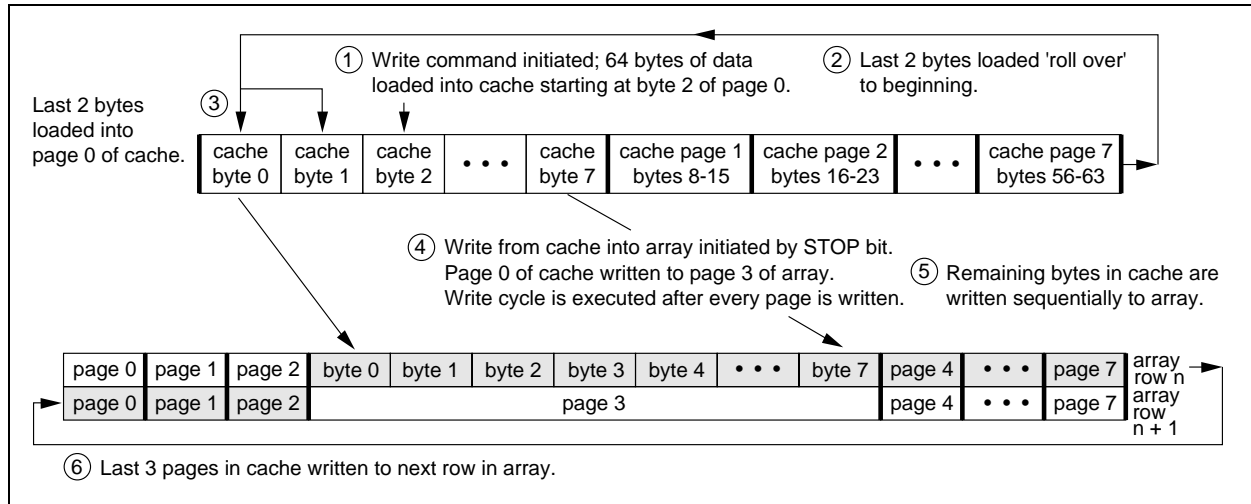 ① Write command initiated; 64 bytes of data
loaded into cache starting at byte 2 of page 0.
② Last 2 bytes loaded 'roll over'
to beginning.
Last 2 bytes
loaded into
page 0 of cache.
③
cache byte 0 cache byte 1 cache byte 2 • • • cache byte 7 cache page 1 bytes 8-15 cache page 2 bytes 16-23 • • • cache page 7 bytes 56-63
④ Write from cache into array initiated by STOP bit.
Page 0 of cache written to page 3 of array.
Write cycle is executed after every page is written.
⑤ Remaining bytes in cache are
written sequentially to array.
page 0 page 1 page 2 byte 0 byte 1 byte 2 byte 3 byte 4 • • • byte 7 page 4 • • • page 7 array row n
page 0 page 1 page 2 page 3 page 4 • • • page 7 array row n + 1
⑥ Last 3 pages in cache written to next row in array.